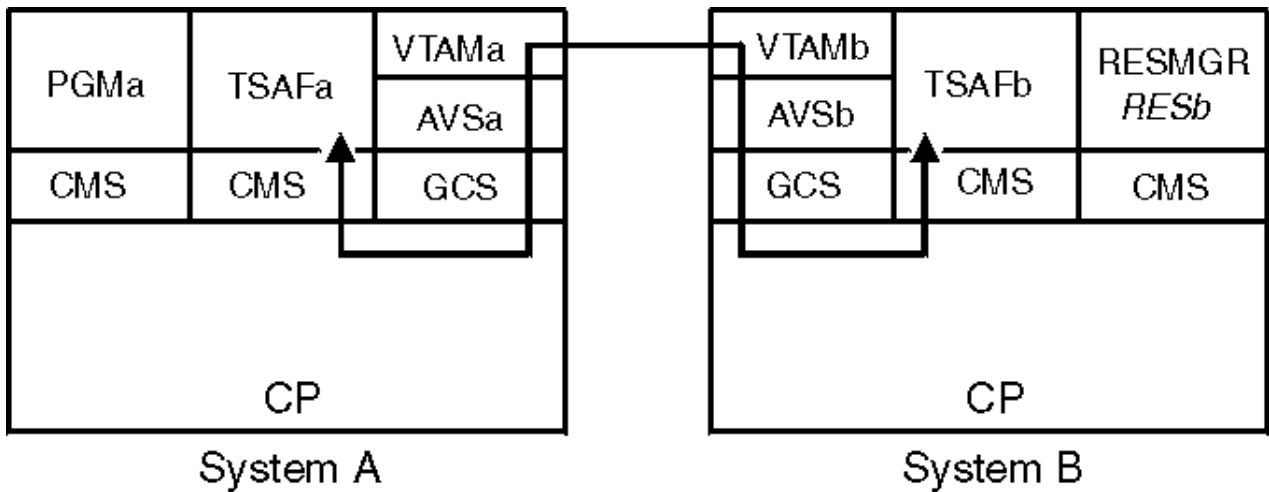 PGMa
TSAFa
VTAMa
AVSa
CMS
CMS
GCS
CP
System A
VTAMb
AVSb
TSAFb
RESMGR
RESb
GCS
CMS
CMS
CP
System B